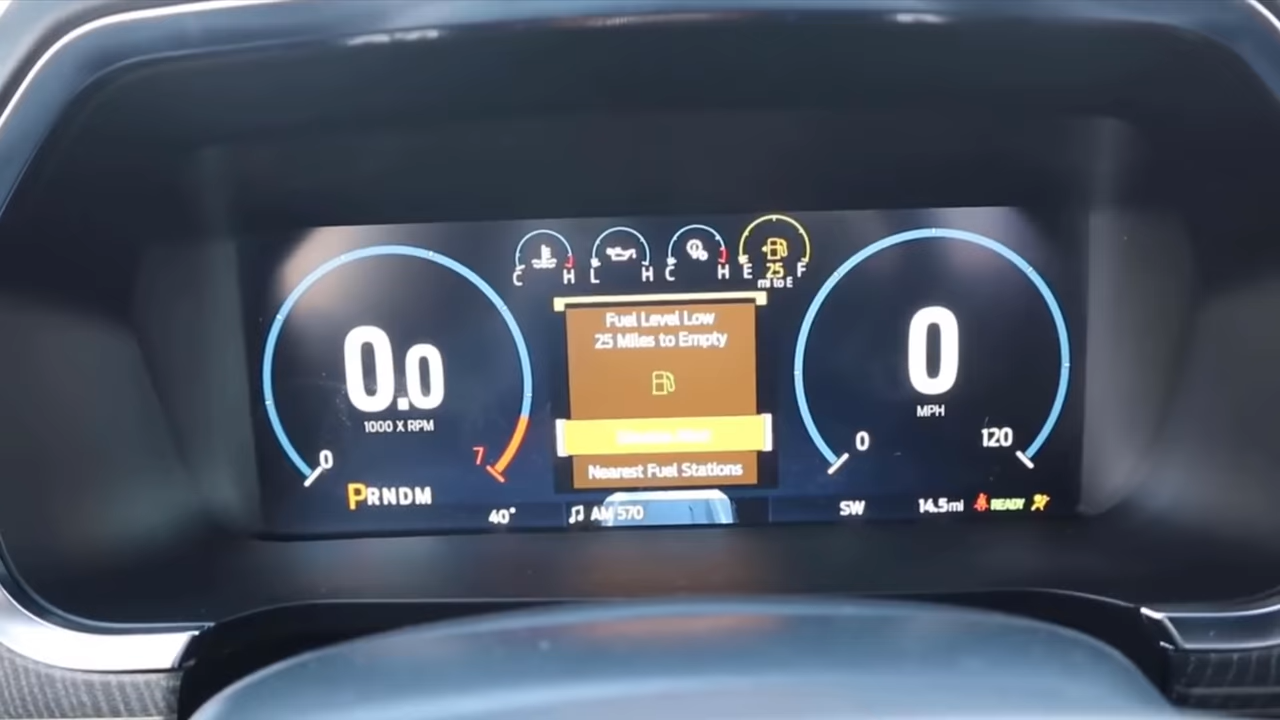 C H L H C H E 25 F
mi to E
Fuel Level Low
25 Miles to Empty
0.0
1000 X RPM
0
7
PRNDM
40°
Nearest Fuel Stations
AM 570
0
MPH
0
120
SW
14.5mi
READY